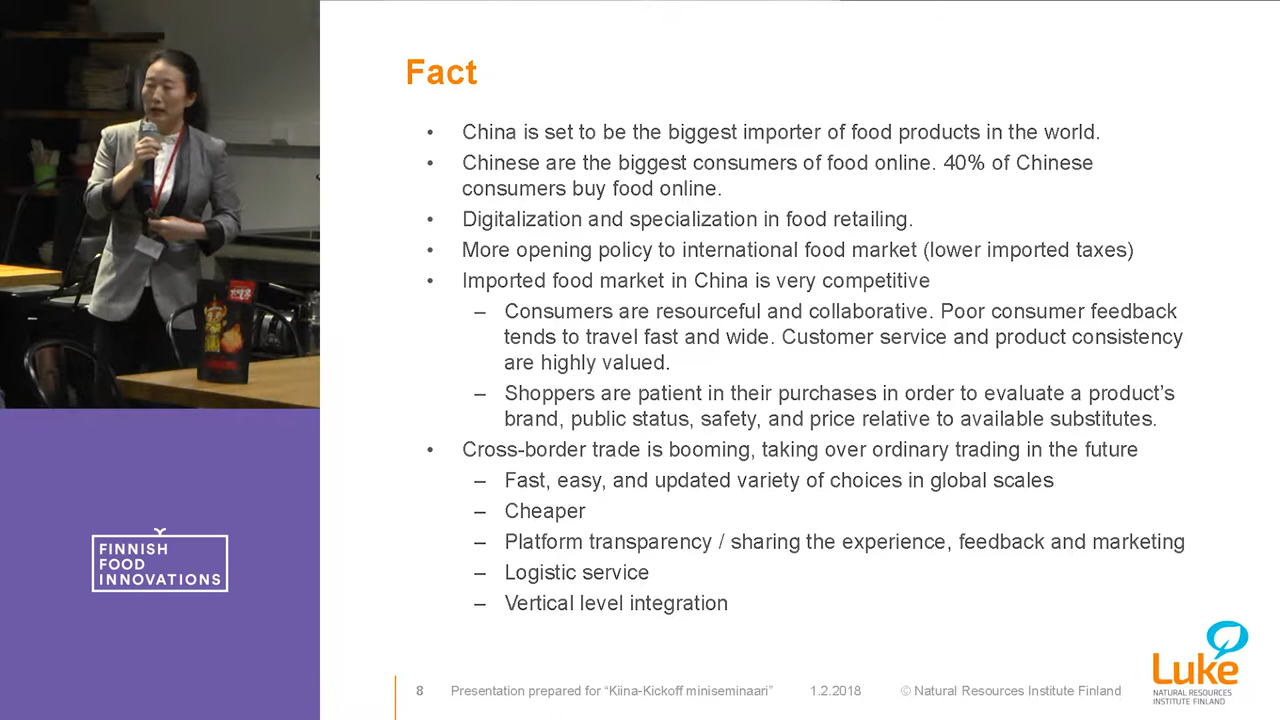 Fact
• China is set to be the biggest importer of food products in the world.
• Chinese are the biggest consumers of food online. 40% of Chinese
consumers buy food online.
• Digitalization and specialization in food retailing.
• More opening policy to international food market (lower imported taxes)
• Imported food market in China is very competitive
– Consumers are resourceful and collaborative. Poor consumer feedback
tends to travel fast and wide. Customer service and product consistency
are highly valued.
– Shoppers are patient in their purchases in order to evaluate a product’s
brand, public status, safety, and price relative to available substitutes.
• Cross-border trade is booming, taking over ordinary trading in the future
– Fast, easy, and updated variety of choices in global scales
– Cheaper
– Platform transparency / sharing the experience, feedback and marketing
– Logistic service
– Vertical level integration
FINNISH
FOOD
INNOVATIONS
8 Presentation prepared for “Kiina-Kickoff miniseminaari” 1.2.2018 © Natural Resources Institute Finland
Luke
NATURAL RESOURCES
INSTITUTE FINLAND